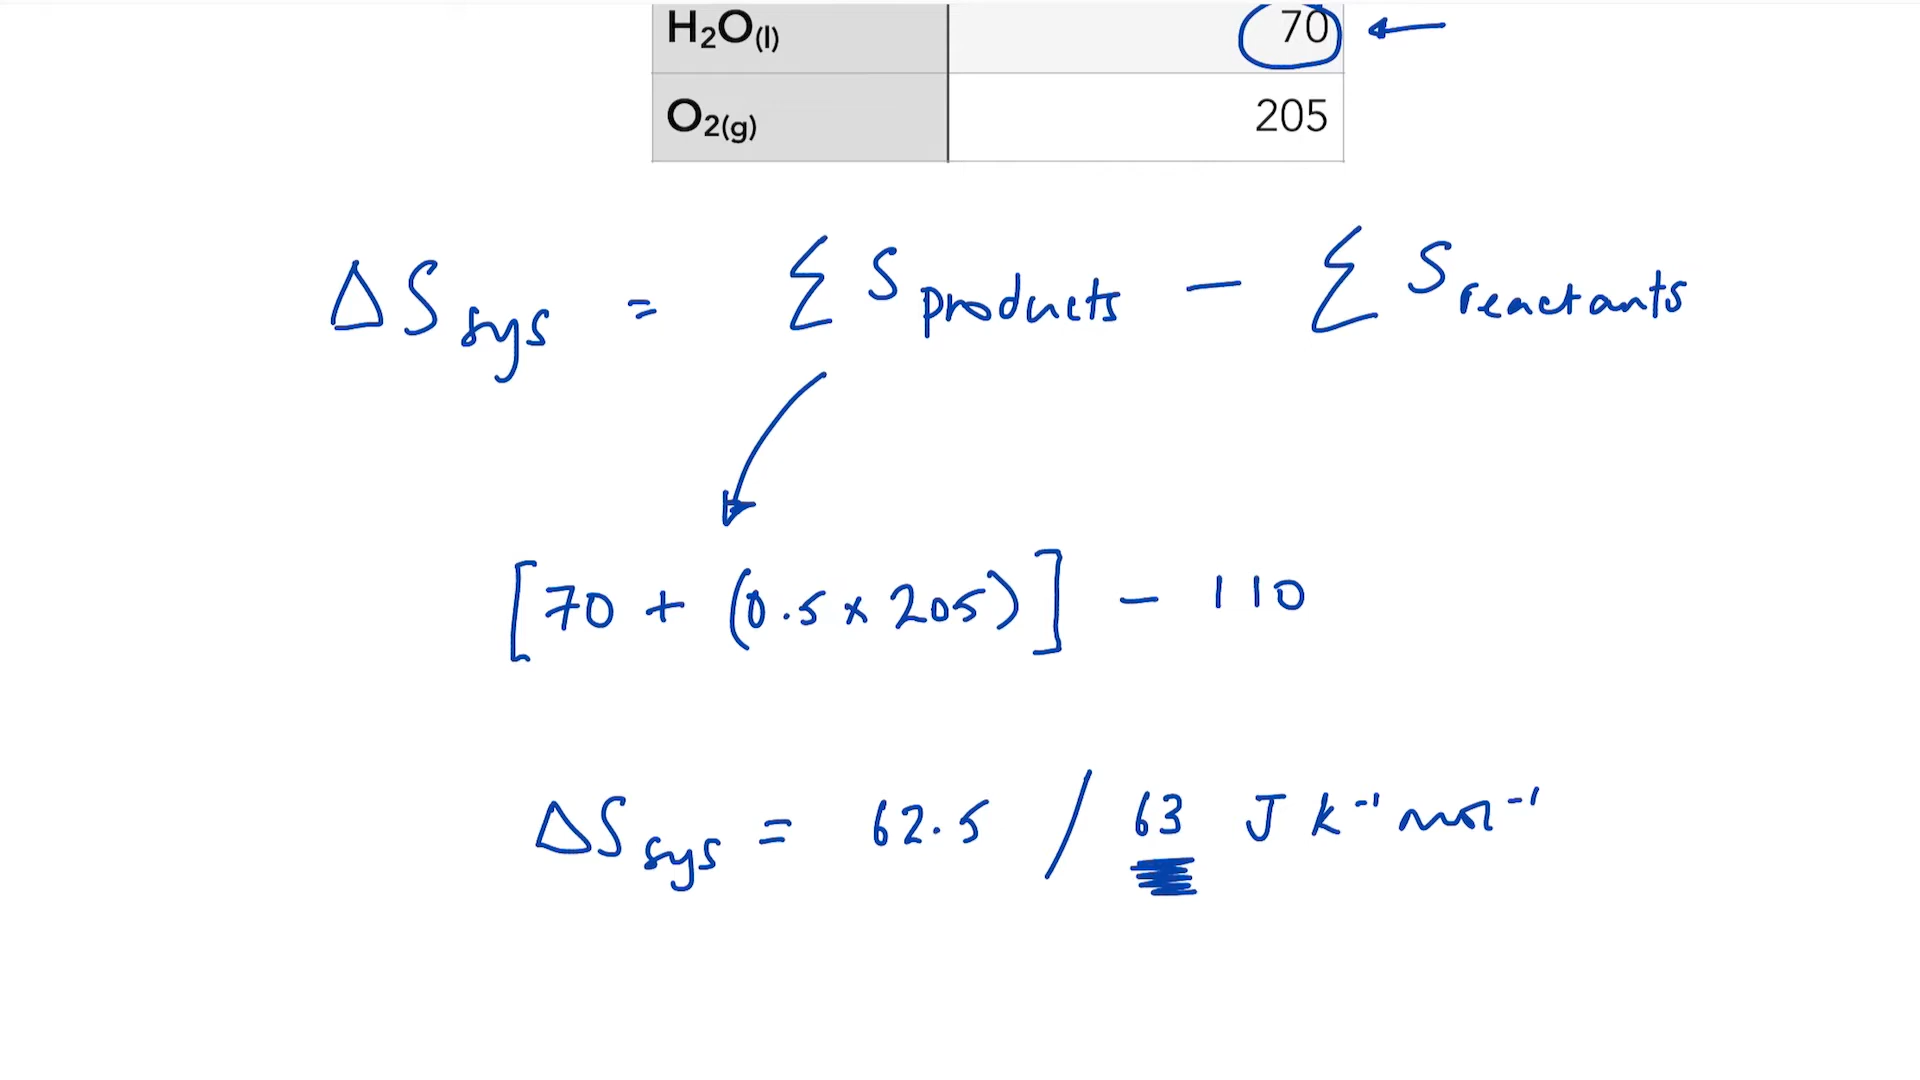 H₂O(l) 70
O₂(g) 205
ΔS sys = Σ S products − Σ S reactants
[70 + (0.5 × 205)] − 110
ΔS sys = 62.5 / 63 J K⁻¹ mol⁻¹